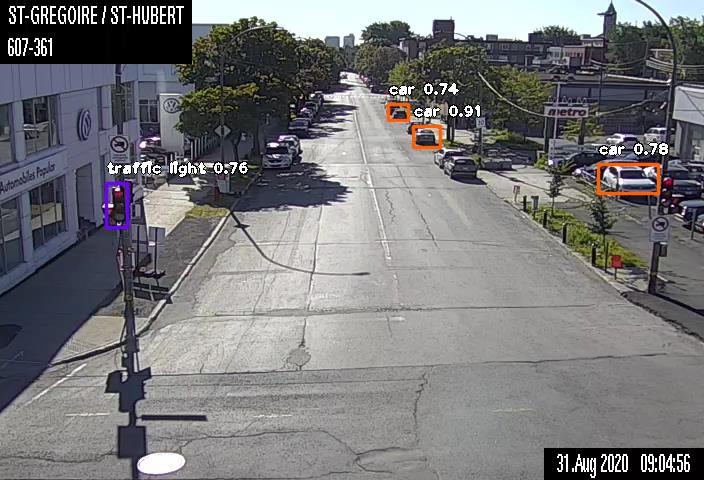 ST-GREGOIRE / ST-HUBERT
607-361
car 0.74
car 0.91
metro
car 0.78
traffic light 0.76
Automobiles Popular
31.Aug 2020 09:04:56